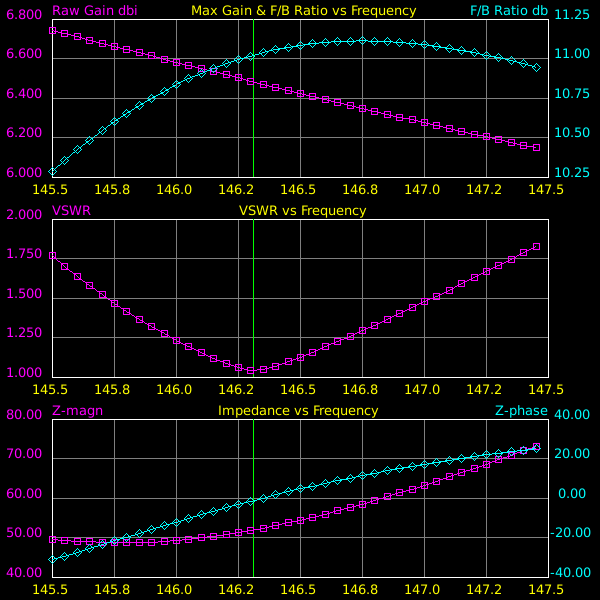 6.800 Raw Gain dbi Max Gain & F/B Ratio vs Frequency F/B Ratio db 11.25
6.600 11.00
6.400 10.75
6.200 10.50
6.000 10.25
145.5 145.8 146.0 146.2 146.5 146.8 147.0 147.2 147.5
2.000 VSWR VSWR vs Frequency
1.750
1.500
1.250
1.000
145.5 145.8 146.0 146.2 146.5 146.8 147.0 147.2 147.5
80.00 Z-magn Impedance vs Frequency Z-phase 40.00
70.00 20.00
60.00 0.00
50.00 -20.00
40.00 -40.00
145.5 145.8 146.0 146.2 146.5 146.8 147.0 147.2 147.5